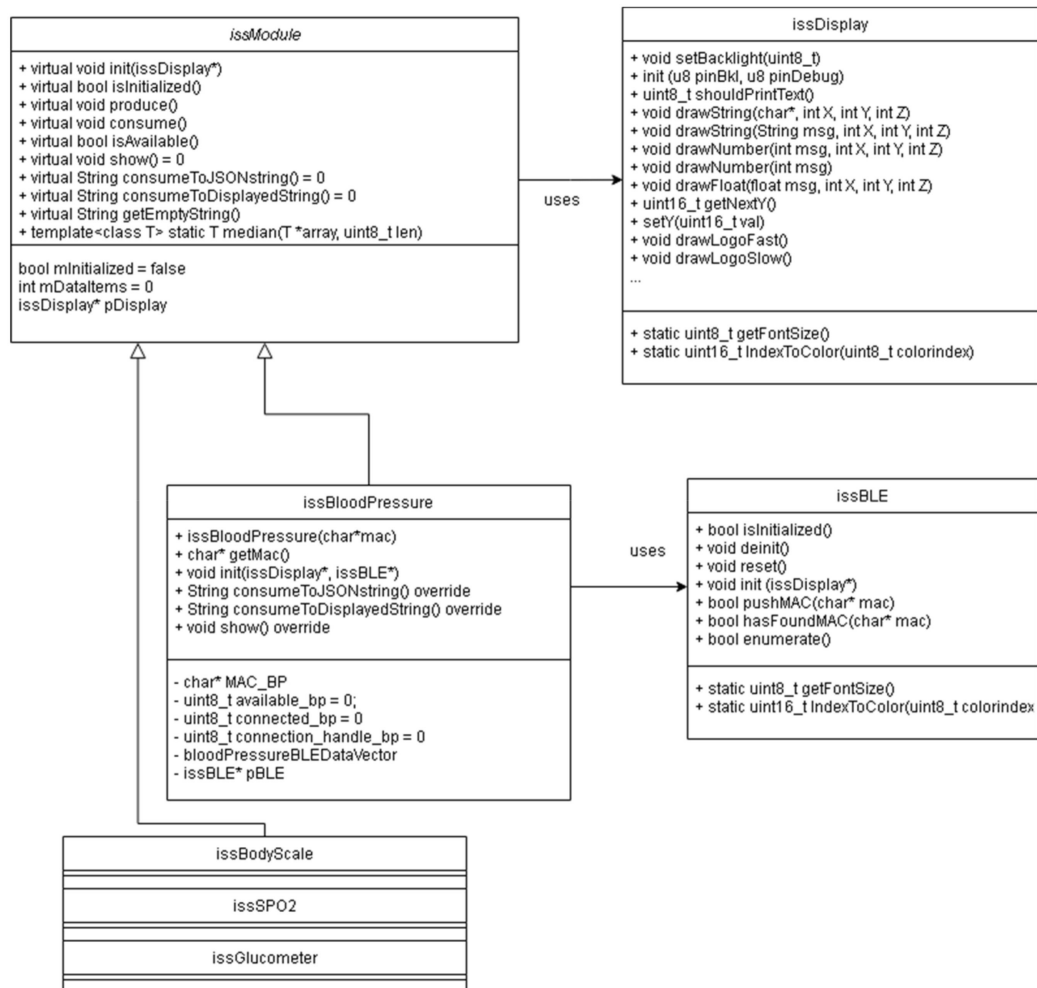 issModule
+ virtual void init(issDisplay*)
+ virtual bool isInitialized()
+ virtual void produce()
+ virtual void consume()
+ virtual bool isAvailable()
+ virtual void show() = 0
+ virtual String consumeToJSONstring() = 0
+ virtual String consumeToDisplayedString() = 0
+ virtual String getEmptyString()
+ template<class T> static T median(T *array, uint8_t len)
bool mInitialized = false
int mDataItems = 0
issDisplay* pDisplay
uses
issDisplay
+ void setBacklight(uint8_t)
+ init (u8 pinBkl, u8 pinDebug)
+ uint8_t shouldPrintText()
+ void drawString(char*, int X, int Y, int Z)
+ void drawString(String msg, int X, int Y, int Z)
+ void drawNumber(int msg, int X, int Y, int Z)
+ void drawNumber(int msg)
+ void drawFloat(float msg, int X, int Y, int Z)
+ uint16_t getNextY()
+ setY(uint16_t val)
+ void drawLogoFast()
+ void drawLogoSlow()
...
+ static uint8_t getFontSize()
+ static uint16_t IndexToColor(uint8_t colorindex)
issBloodPressure
+ issBloodPressure(char*mac)
+ char* getMac()
+ void init(issDisplay*, issBLE*)
+ String consumeToJSONstring() override
+ String consumeToDisplayedString() override
+ void show() override
- char* MAC_BP
- uint8_t available_bp = 0;
- uint8_t connected_bp = 0
- uint8_t connection_handle_bp = 0
- bloodPressureBLEDataVector
- issBLE* pBLE
uses
issBLE
+ bool isInitialized()
+ void deinit()
+ void reset()
+ void init (issDisplay*)
+ bool pushMAC(char* mac)
+ bool hasFoundMAC(char* mac)
+ bool enumerate()
+ static uint8_t getFontSize()
+ static uint16_t IndexToColor(uint8_t colorindex
issBodyScale
issSPO2
issGlucometer